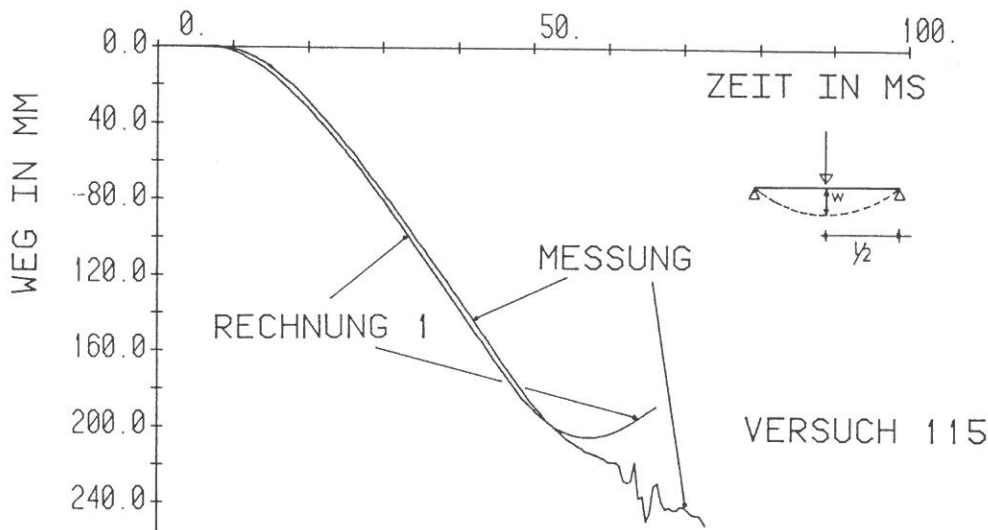 0. 50. 100.
0.0
ZEIT IN MS
40.0
80.0
W
120.0
MESSUNG
1/2
RECHNUNG 1
160.0
200.0
VERSUCH 115
240.0
WEG IN MM